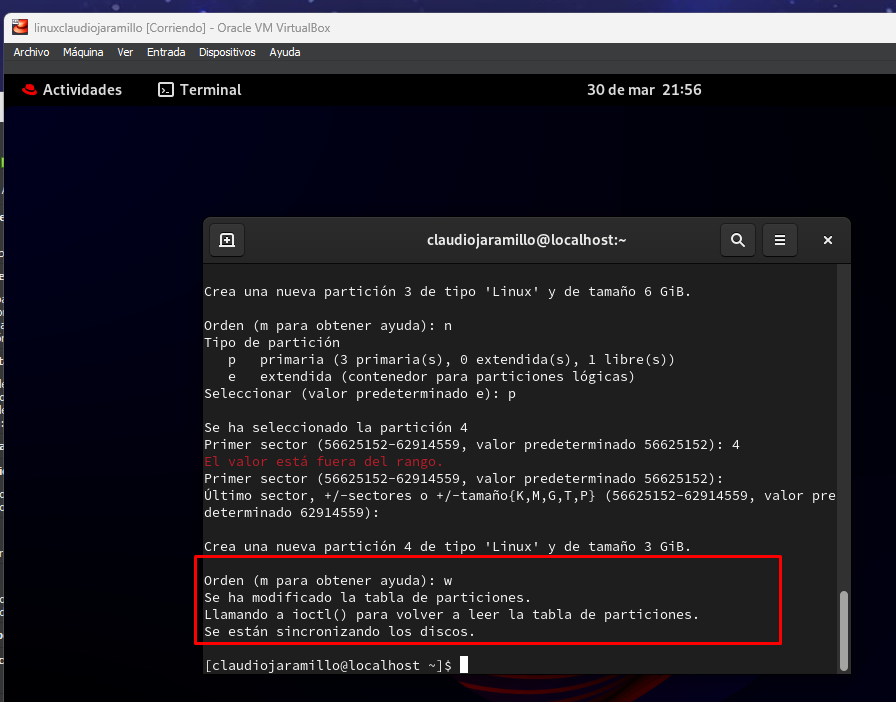 linuxclaudiojaramillo [Corriendo] - Oracle VM VirtualBox
Archivo Máquina Ver Entrada Dispositivos Ayuda
Actividades Terminal 30 de mar 21:56
claudiojaramillo@localhost:~
Crea una nueva partición 3 de tipo 'Linux' y de tamaño 6 GiB.
Orden (m para obtener ayuda): n
Tipo de partición
p primaria (3 primaria(s), 0 extendida(s), 1 libre(s))
e extendida (contenedor para particiones lógicas)
Seleccionar (valor predeterminado e): p
Se ha seleccionado la partición 4
Primer sector (56625152-62914559, valor predeterminado 56625152): 4
El valor está fuera del rango.
Primer sector (56625152-62914559, valor predeterminado 56625152):
Último sector, +/-sectores o +/-tamaño{K,M,G,T,P} (56625152-62914559, valor pre
determinado 62914559):
Crea una nueva partición 4 de tipo 'Linux' y de tamaño 3 GiB.
Orden (m para obtener ayuda): w
Se ha modificado la tabla de particiones.
Llamando a ioctl() para volver a leer la tabla de particiones.
Se están sincronizando los discos.
[claudiojaramillo@localhost ~]$